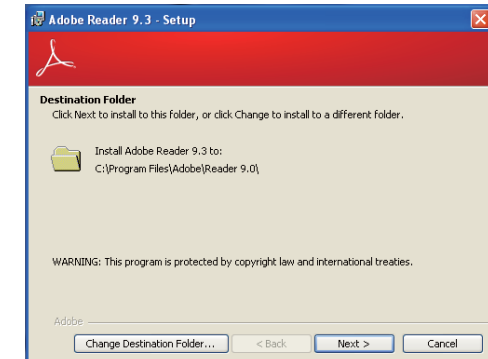 Adobe Reader 9.3 - Setup
Destination Folder
Click Next to install to this folder, or click Change to install to a different folder.
Install Adobe Reader 9.3 to:
C:\Program Files\Adobe\Reader 9.0\
WARNING: This program is protected by copyright law and international treaties.
Adobe
Change Destination Folder... < Back Next > Cancel